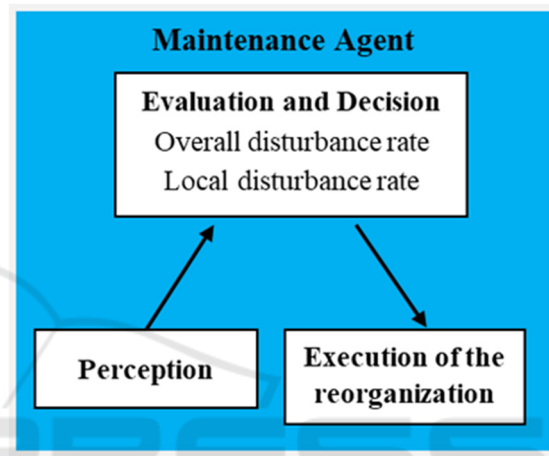 Maintenance Agent
Evaluation and Decision
Overall disturbance rate
Local disturbance rate
Perception
Execution of the
reorganization